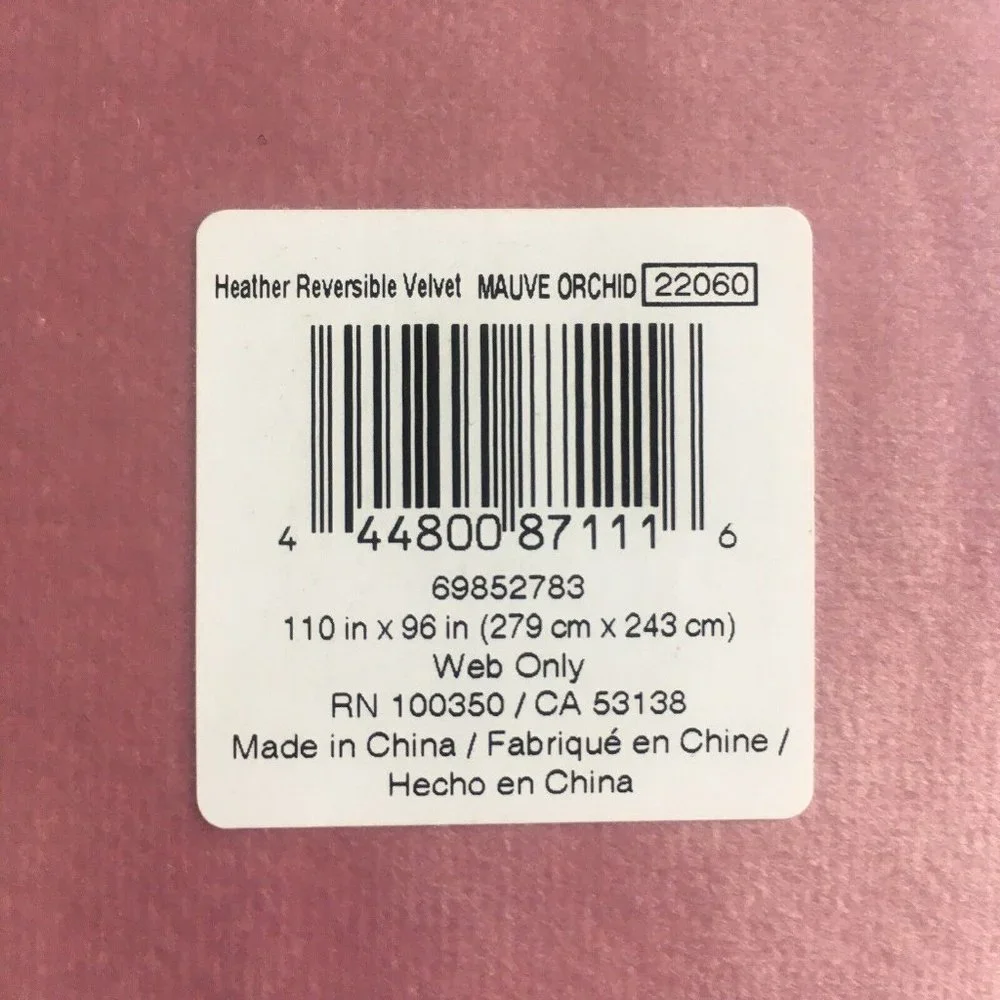 Heather Reversible Velvet MAUVE ORCHID 22060
4 44800 87111 6
69852783
110 in x 96 in (279 cm x 243 cm)
Web Only
RN 100350 / CA 53138
Made in China / Fabriqué en Chine /
Hecho en China